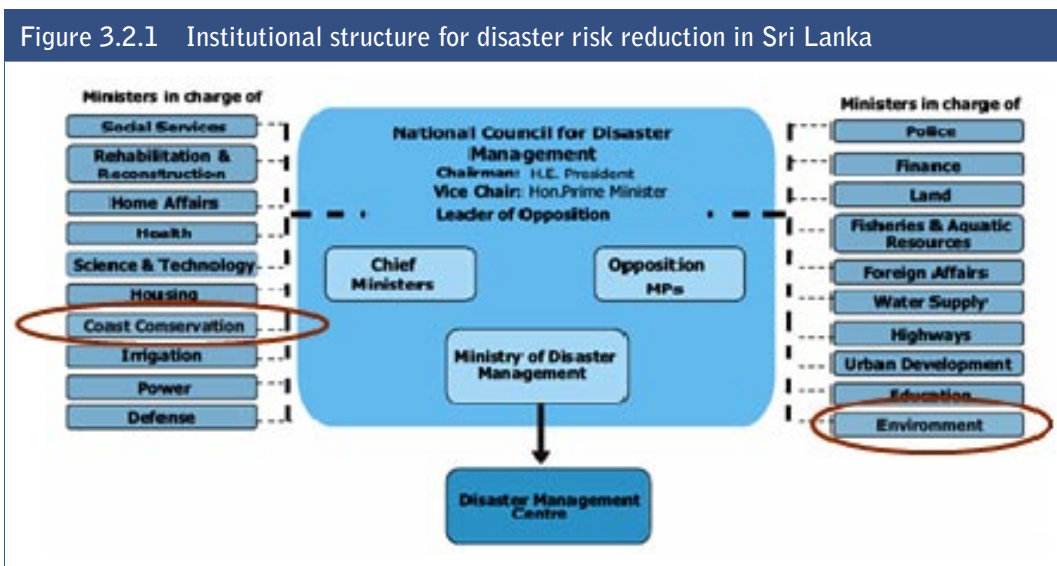 Figure 3.2.1 Institutional structure for disaster risk reduction in Sri Lanka
Ministers in charge of
Social Services
Rehabilitation &
Reconstruction
Home Affairs
Health
Science & Technology
Housing
Coast Conservation
Irrigation
Power
Defense
National Council for Disaster
Management
Chairman: H.E. President
Vice Chair: Hon.Prime Minister
Leader of Opposition
Chief
Ministers
Opposition
MPs
Ministry of Disaster
Management
Disaster Management
Centre
Ministers in charge of
Police
Finance
Land
Fisheries & Aquatic
Resources
Foreign Affairs
Water Supply
Highways
Urban Development
Education
Environment